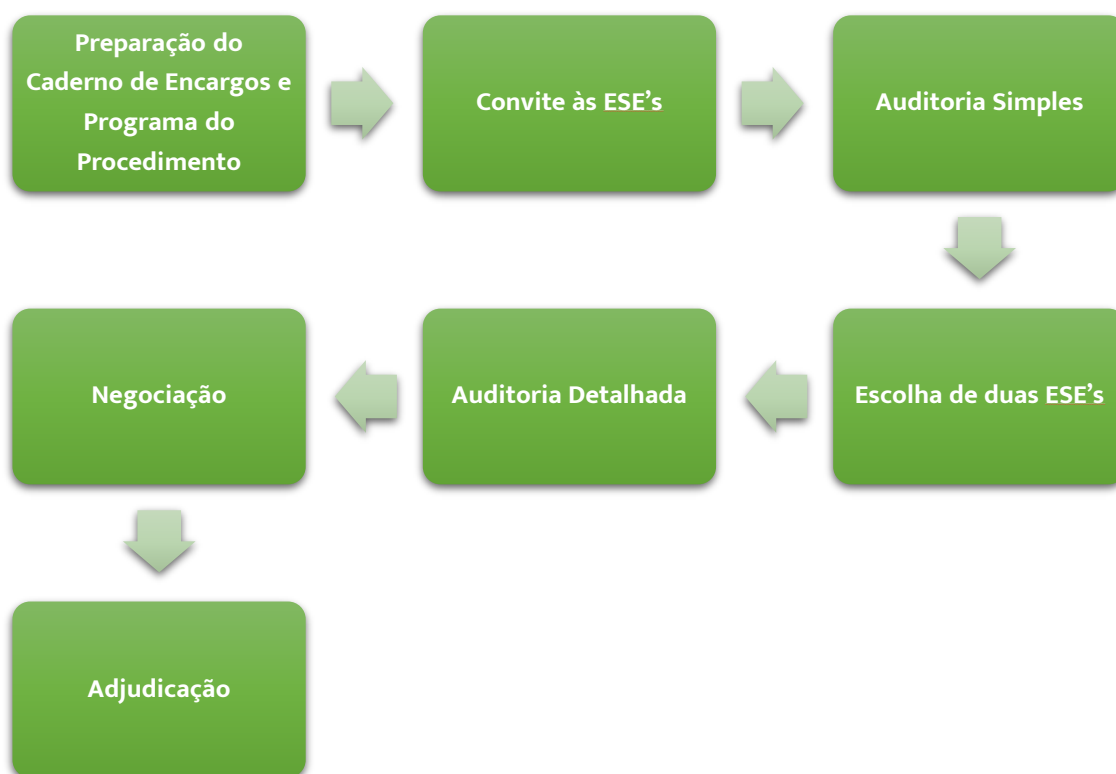 Preparação do
Caderno de Encargos e
Programa do
Procedimento
Convite às ESE's
Auditoria Simples
Escolha de duas ESE's
Auditoria Detalhada
Negociação
Adjudicação